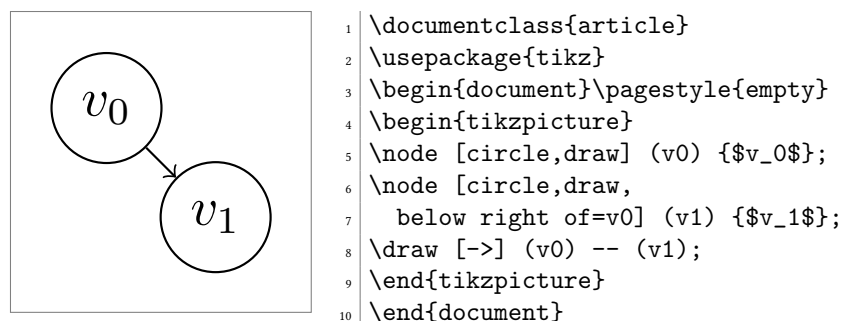 v0
v1
1 \documentclass{article}
2 \usepackage{tikz}
3 \begin{document}\pagestyle{empty}
4 \begin{tikzpicture}
5 \node [circle,draw] (v0) {$v_0$};
6 \node [circle,draw,
7   below right of=v0] (v1) {$v_1$};
8 \draw [->] (v0) -- (v1);
9 \end{tikzpicture}
10 \end{document}